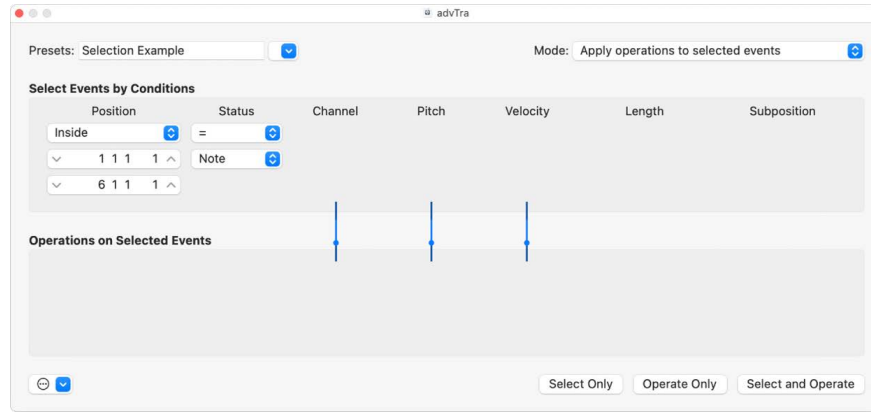 advTra
Presets: Selection Example Mode: Apply operations to selected events
Select Events by Conditions
Position Status Channel Pitch Velocity Length Subposition
Inside =
1 1 1 1 Note
6 1 1 1
Operations on Selected Events
Select Only Operate Only Select and Operate